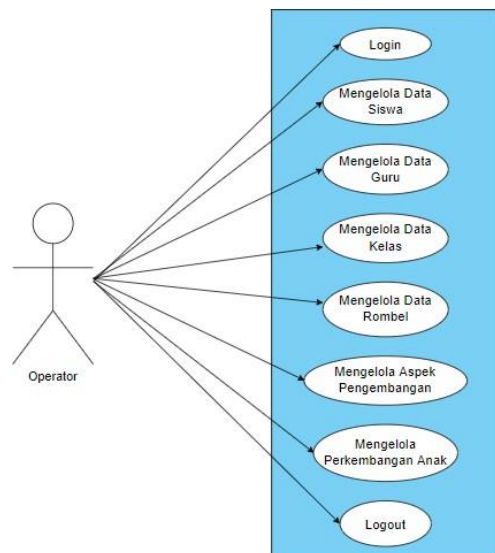 Login
Mengelola Data
Siswa
Mengelola Data
Guru
Mengelola Data
Kelas
Mengelola Data
Rombel
Operator
Mengelola Aspek
Pengembangan
Mengelola
Perkembangan Anak
Logout